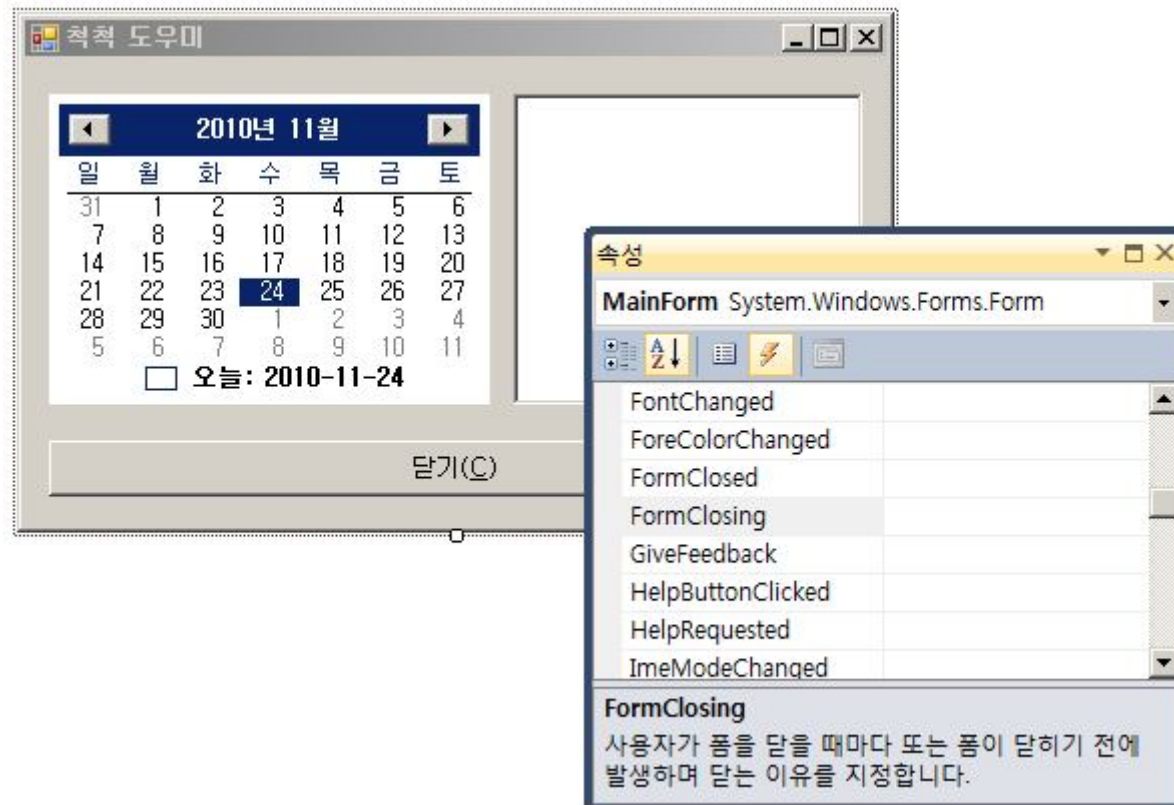 척척 도우미
2010년 11월
일 월 화 수 목 금 토
31 1 2 3 4 5 6
7 8 9 10 11 12 13
14 15 16 17 18 19 20
21 22 23 24 25 26 27
28 29 30 1 2 3 4
5 6 7 8 9 10 11
오늘: 2010-11-24
닫기(C)
속성
MainForm System.Windows.Forms.Form
FontChanged
ForeColorChanged
FormClosed
FormClosing
GiveFeedback
HelpButtonClicked
HelpRequested
ImeModeChanged
FormClosing
사용자가 폼을 닫을 때마다 또는 폼이 닫히기 전에
발생하며 닫는 이유를 지정합니다.